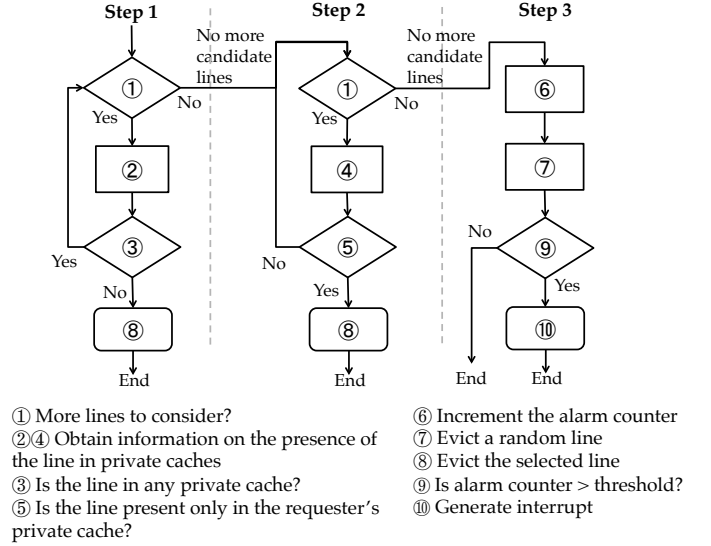 Step 1
Step 2
Step 3
No more
candidate
lines
No more
candidate
lines
①
No
Yes
②
③
Yes
No
⑧
End
①
No
Yes
④
⑤
No
Yes
⑧
End
⑥
⑦
⑨
No
Yes
⑩
End
End
① More lines to consider?
②④ Obtain information on the presence of
the line in private caches
③ Is the line in any private cache?
⑤ Is the line present only in the requester's
private cache?
⑥ Increment the alarm counter
⑦ Evict a random line
⑧ Evict the selected line
⑨ Is alarm counter > threshold?
⑩ Generate interrupt